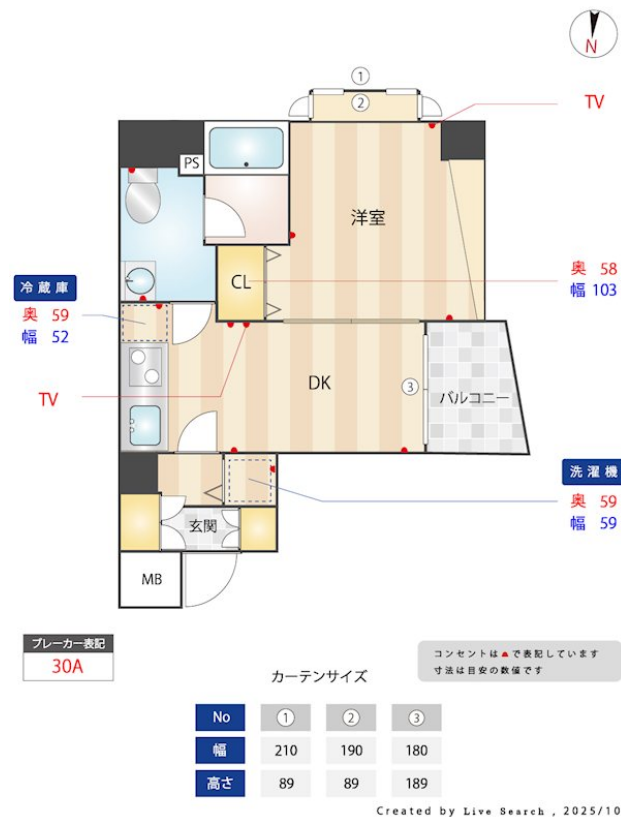 N
①
②
TV
PS
洋室
CL
冷蔵庫
奥 59
幅 52
奥 58
幅 103
DK
③
バルコニー
TV
洗濯機
奥 59
幅 59
玄関
MB
ブレーカー表記
30A
コンセントは▲で表記しています
寸法は目安の数値です
カーテンサイズ
No ① ② ③
幅 210 190 180
高さ 89 89 189
Created by Live Search , 2025/10